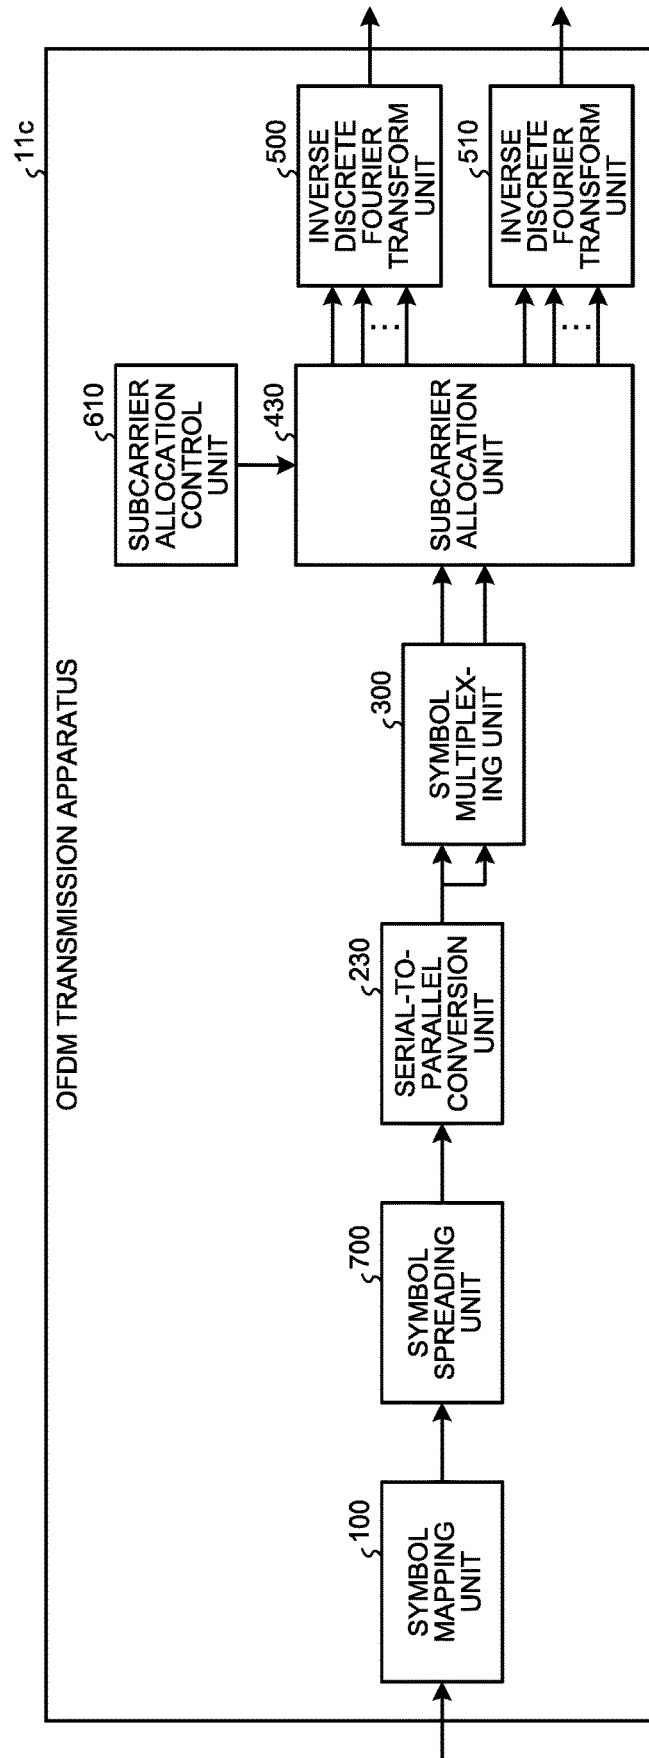 11c
OFDM TRANSMISSION APPARATUS
100
SYMBOL
MAPPING
UNIT
700
SYMBOL
SPREADING
UNIT
230
SERIAL-TO-
PARALLEL
CONVERSION
UNIT
300
SYMBOL
MULTIPLEX-
ING UNIT
610
SUBCARRIER
ALLOCATION
CONTROL
UNIT
430
SUBCARRIER
ALLOCATION
UNIT
...
...
500
INVERSE
DISCRETE
FOURIER
TRANSFORM
UNIT
510
INVERSE
DISCRETE
FOURIER
TRANSFORM
UNIT